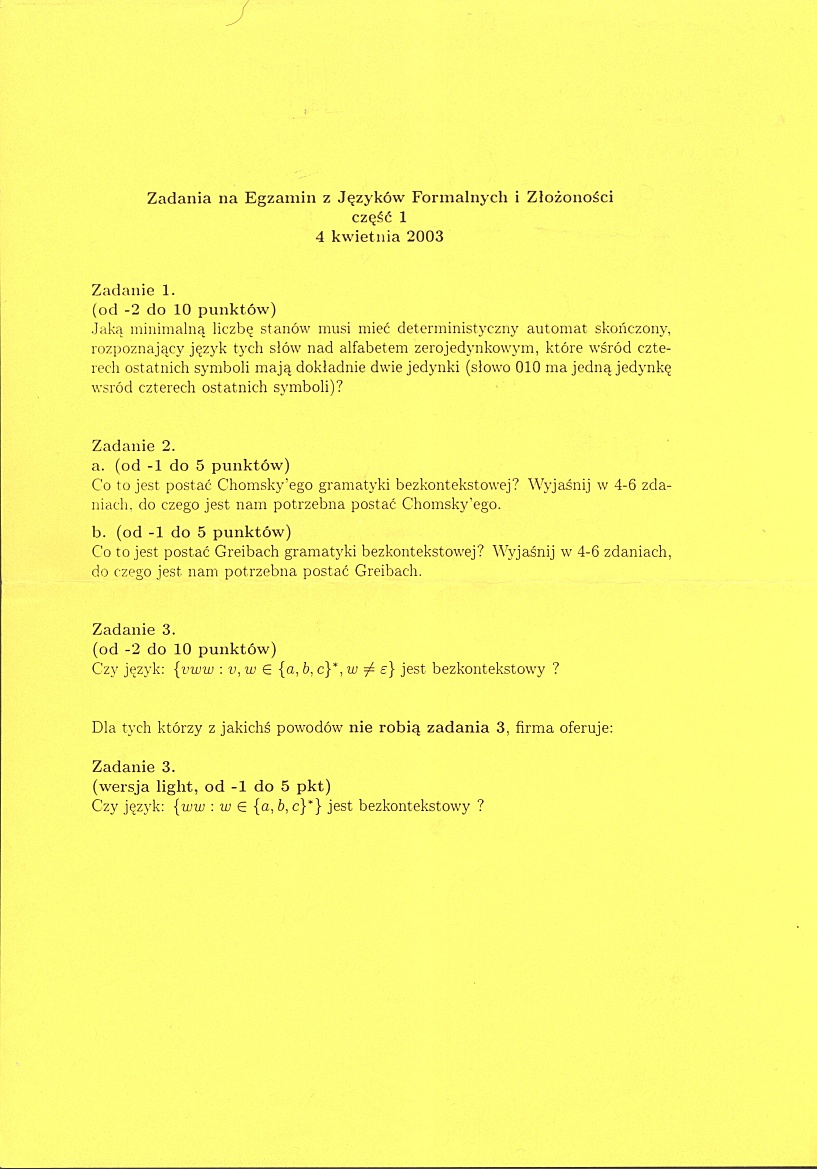 Zadania na Egzamin z Języków Formalnych i Złożoności
część 1
4 kwietnia 2003
Zadanie 1.
(od -2 do 10 punktów)
Jaką minimalną liczbę stanów musi mieć deterministyczny automat skończony,
rozpoznający język tych słów nad alfabetem zerojedynkowym, które wśród czte-
rech ostatnich symboli mają dokładnie dwie jedynki (słowo 010 ma jedną jedynkę
wsród czterech ostatnich symboli)?
Zadanie 2.
a. (od -1 do 5 punktów)
Co to jest postać Chomsky'ego gramatyki bezkontekstowej? Wyjaśnij w 4-6 zda-
niach, do czego jest nam potrzebna postać Chomsky'ego.
b. (od -1 do 5 punktów)
Co to jest postać Greibach gramatyki bezkontekstowej? Wyjaśnij w 4-6 zdaniach,
do czego jest nam potrzebna postać Greibach.
Zadanie 3.
(od -2 do 10 punktów)
Czy język: {vww : v, w ∈ {a, b, c}*, w ≠ ε} jest bezkontekstowy ?
Dla tych którzy z jakichś powodów nie robią zadania 3, firma oferuje:
Zadanie 3.
(wersja light, od -1 do 5 pkt)
Czy język: {ww : w ∈ {a, b, c}*} jest bezkontekstowy ?